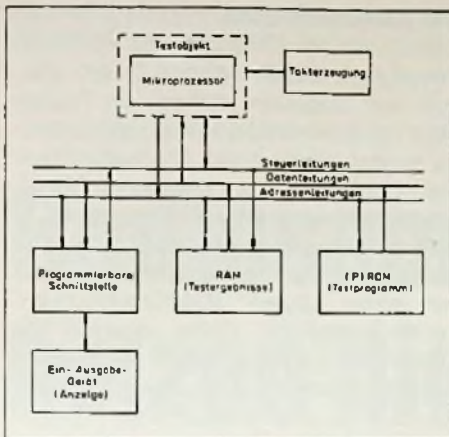 Testobjekt
Mikroprozessor
Takterzeugung
Steuerleitungen
Datenleitungen
Adressenleitungen
Programmierbare
Schnittstelle
RAM
(Testergebnisse)
(P)ROM
(Testprogramm)
Ein- Ausgabe-
Gerät
(Anzeige)